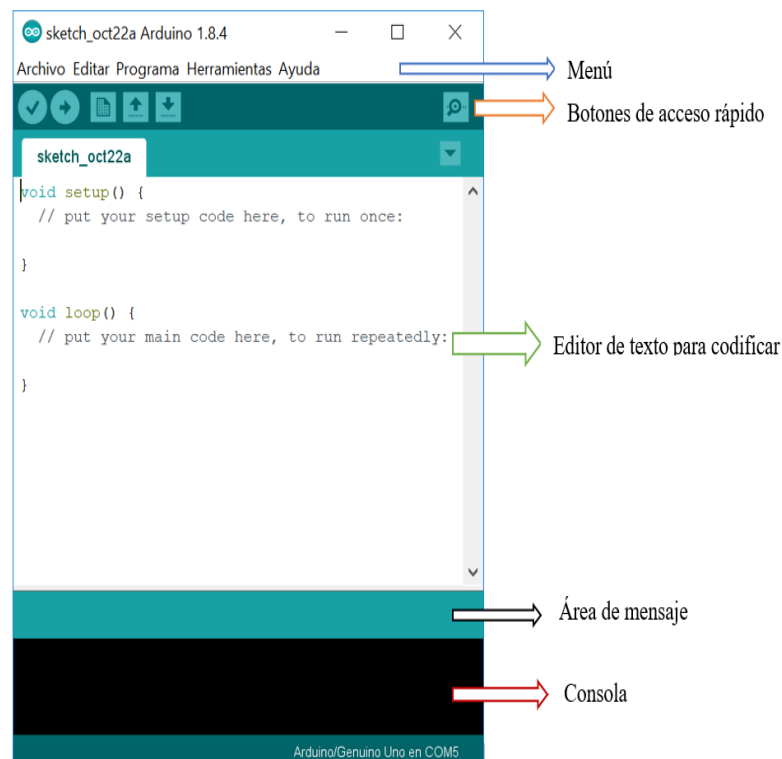 sketch_oct22a Arduino 1.8.4
Archivo Editar Programa Herramientas Ayuda
Menú
Botones de acceso rápido
sketch_oct22a
void setup() {
  // put your setup code here, to run once:
}
void loop() {
  // put your main code here, to run repeatedly:
Editor de texto para codificar
}
Área de mensaje
Consola
Arduino/Genuino Uno en COM5